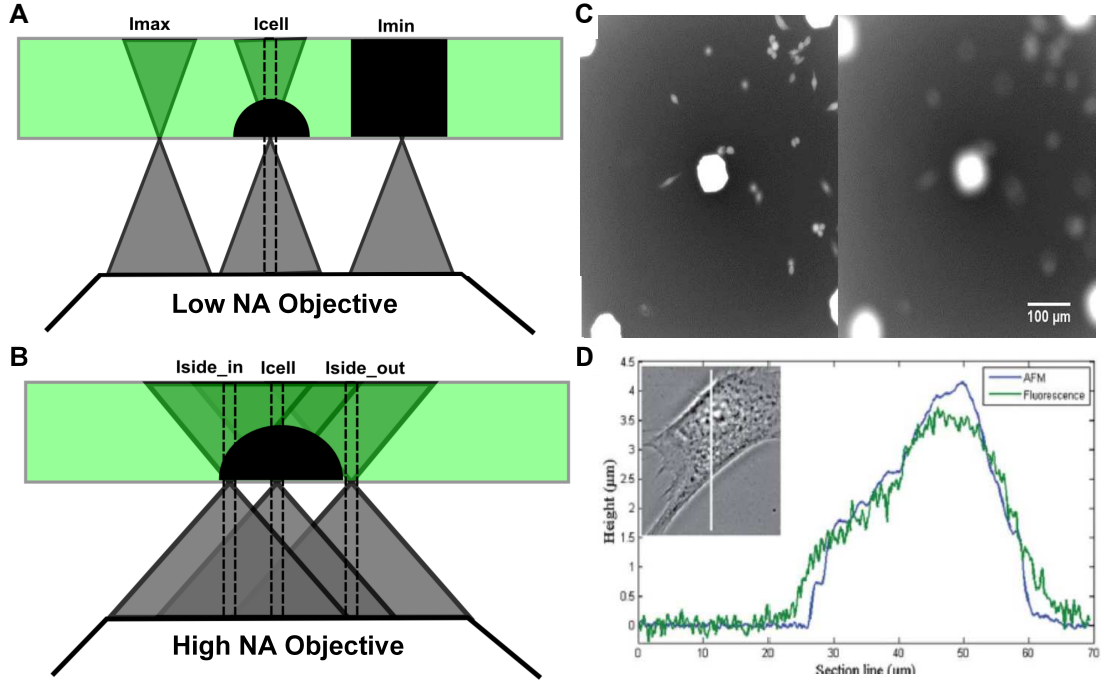 A
Imax
Icell
Imin
Low NA Objective
B
Iside_in
Icell
Iside_out
High NA Objective
C
100 µm
D
AFM
Fluorescence
Height (µm)
4.5
4
3.5
3
2.5
2
1.5
1
0.5
0
0 10 20 30 40 50 60 70
Section line (µm)